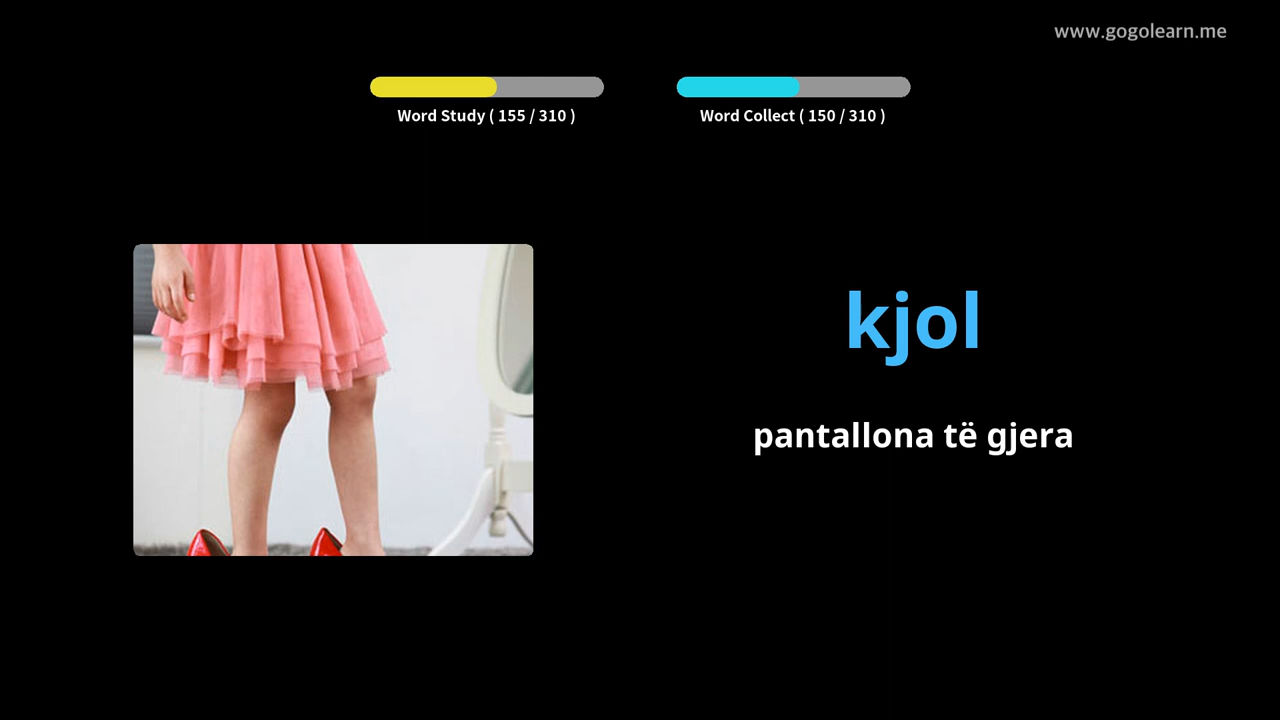 www.gogolearn.me
Word Study ( 155 / 310 )
Word Collect ( 150 / 310 )
kjol
pantallona të gjera